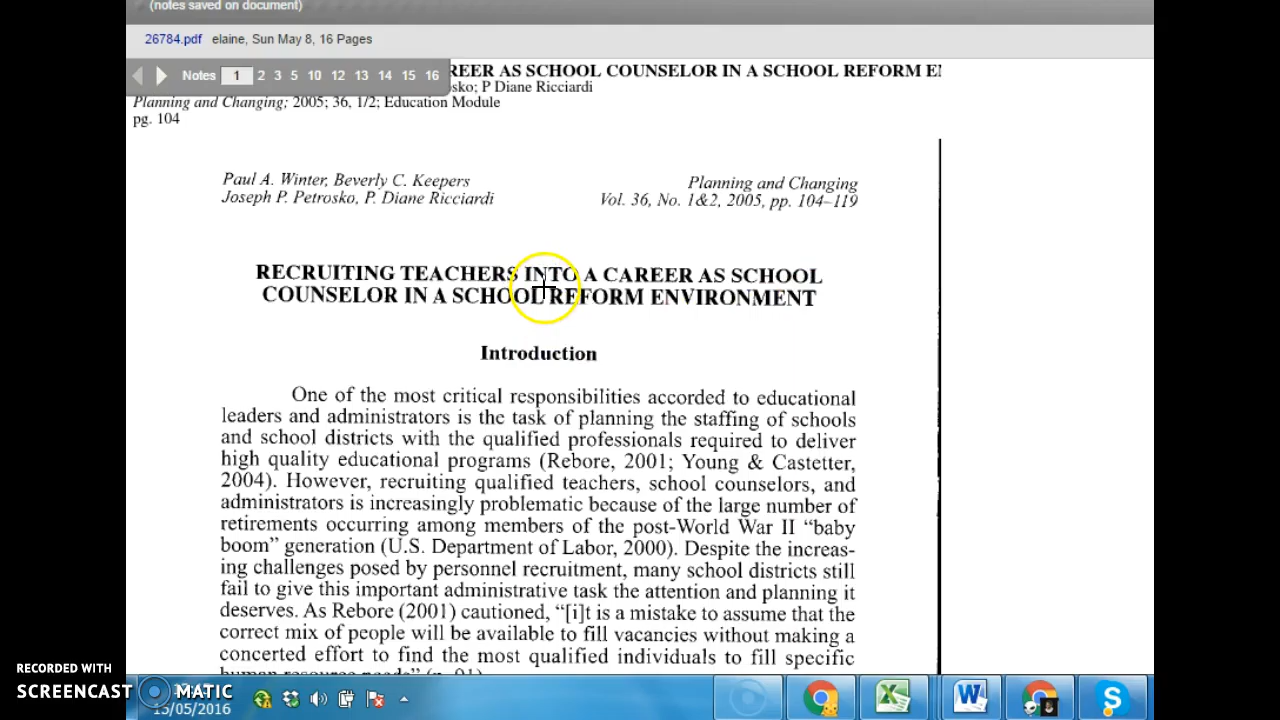 (notes saved on document)
26784.pdf elaine, Sun May 8, 16 Pages
Notes 1 2 3 5 10 12 13 14 15 16
REER AS SCHOOL COUNSELOR IN A SCHOOL REFORM
sko; P Diane Ricciardi
Planning and Changing; 2005; 36, 1/2; Education Module
pg. 104
Paul A. Winter, Beverly C. Keepers
Joseph P. Petrosko, P. Diane Ricciardi
Planning and Changing
Vol. 36, No. 1&2, 2005, pp. 104–119
RECRUITING TEACHERS INTO A CAREER AS SCHOOL
COUNSELOR IN A SCHOOL REFORM ENVIRONMENT
Introduction
One of the most critical responsibilities accorded to educational
leaders and administrators is the task of planning the staffing of schools
and school districts with the qualified professionals required to deliver
high quality educational programs (Rebore, 2001; Young & Castetter,
2004). However, recruiting qualified teachers, school counselors, and
administrators is increasingly problematic because of the large number of
retirements occurring among members of the post-World War II “baby
boom” generation (U.S. Department of Labor, 2000). Despite the increas-
ing challenges posed by personnel recruitment, many school districts still
fail to give this important administrative task the attention and planning it
deserves. As Rebore (2001) cautioned, “[i]t is a mistake to assume that the
correct mix of people will be available to fill vacancies without making a
concerted effort to find the most qualified individuals to fill specific
RECORDED WITH
SCREENCAST MATIC
15/05/2016